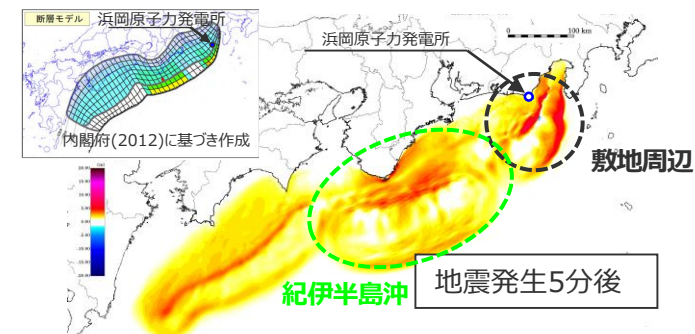 断層モデル
浜岡原子力発電所
内閣府(2012)に基づき作成
浜岡原子力発電所
0 100 km
敷地周辺
紀伊半島沖
地震発生5分後